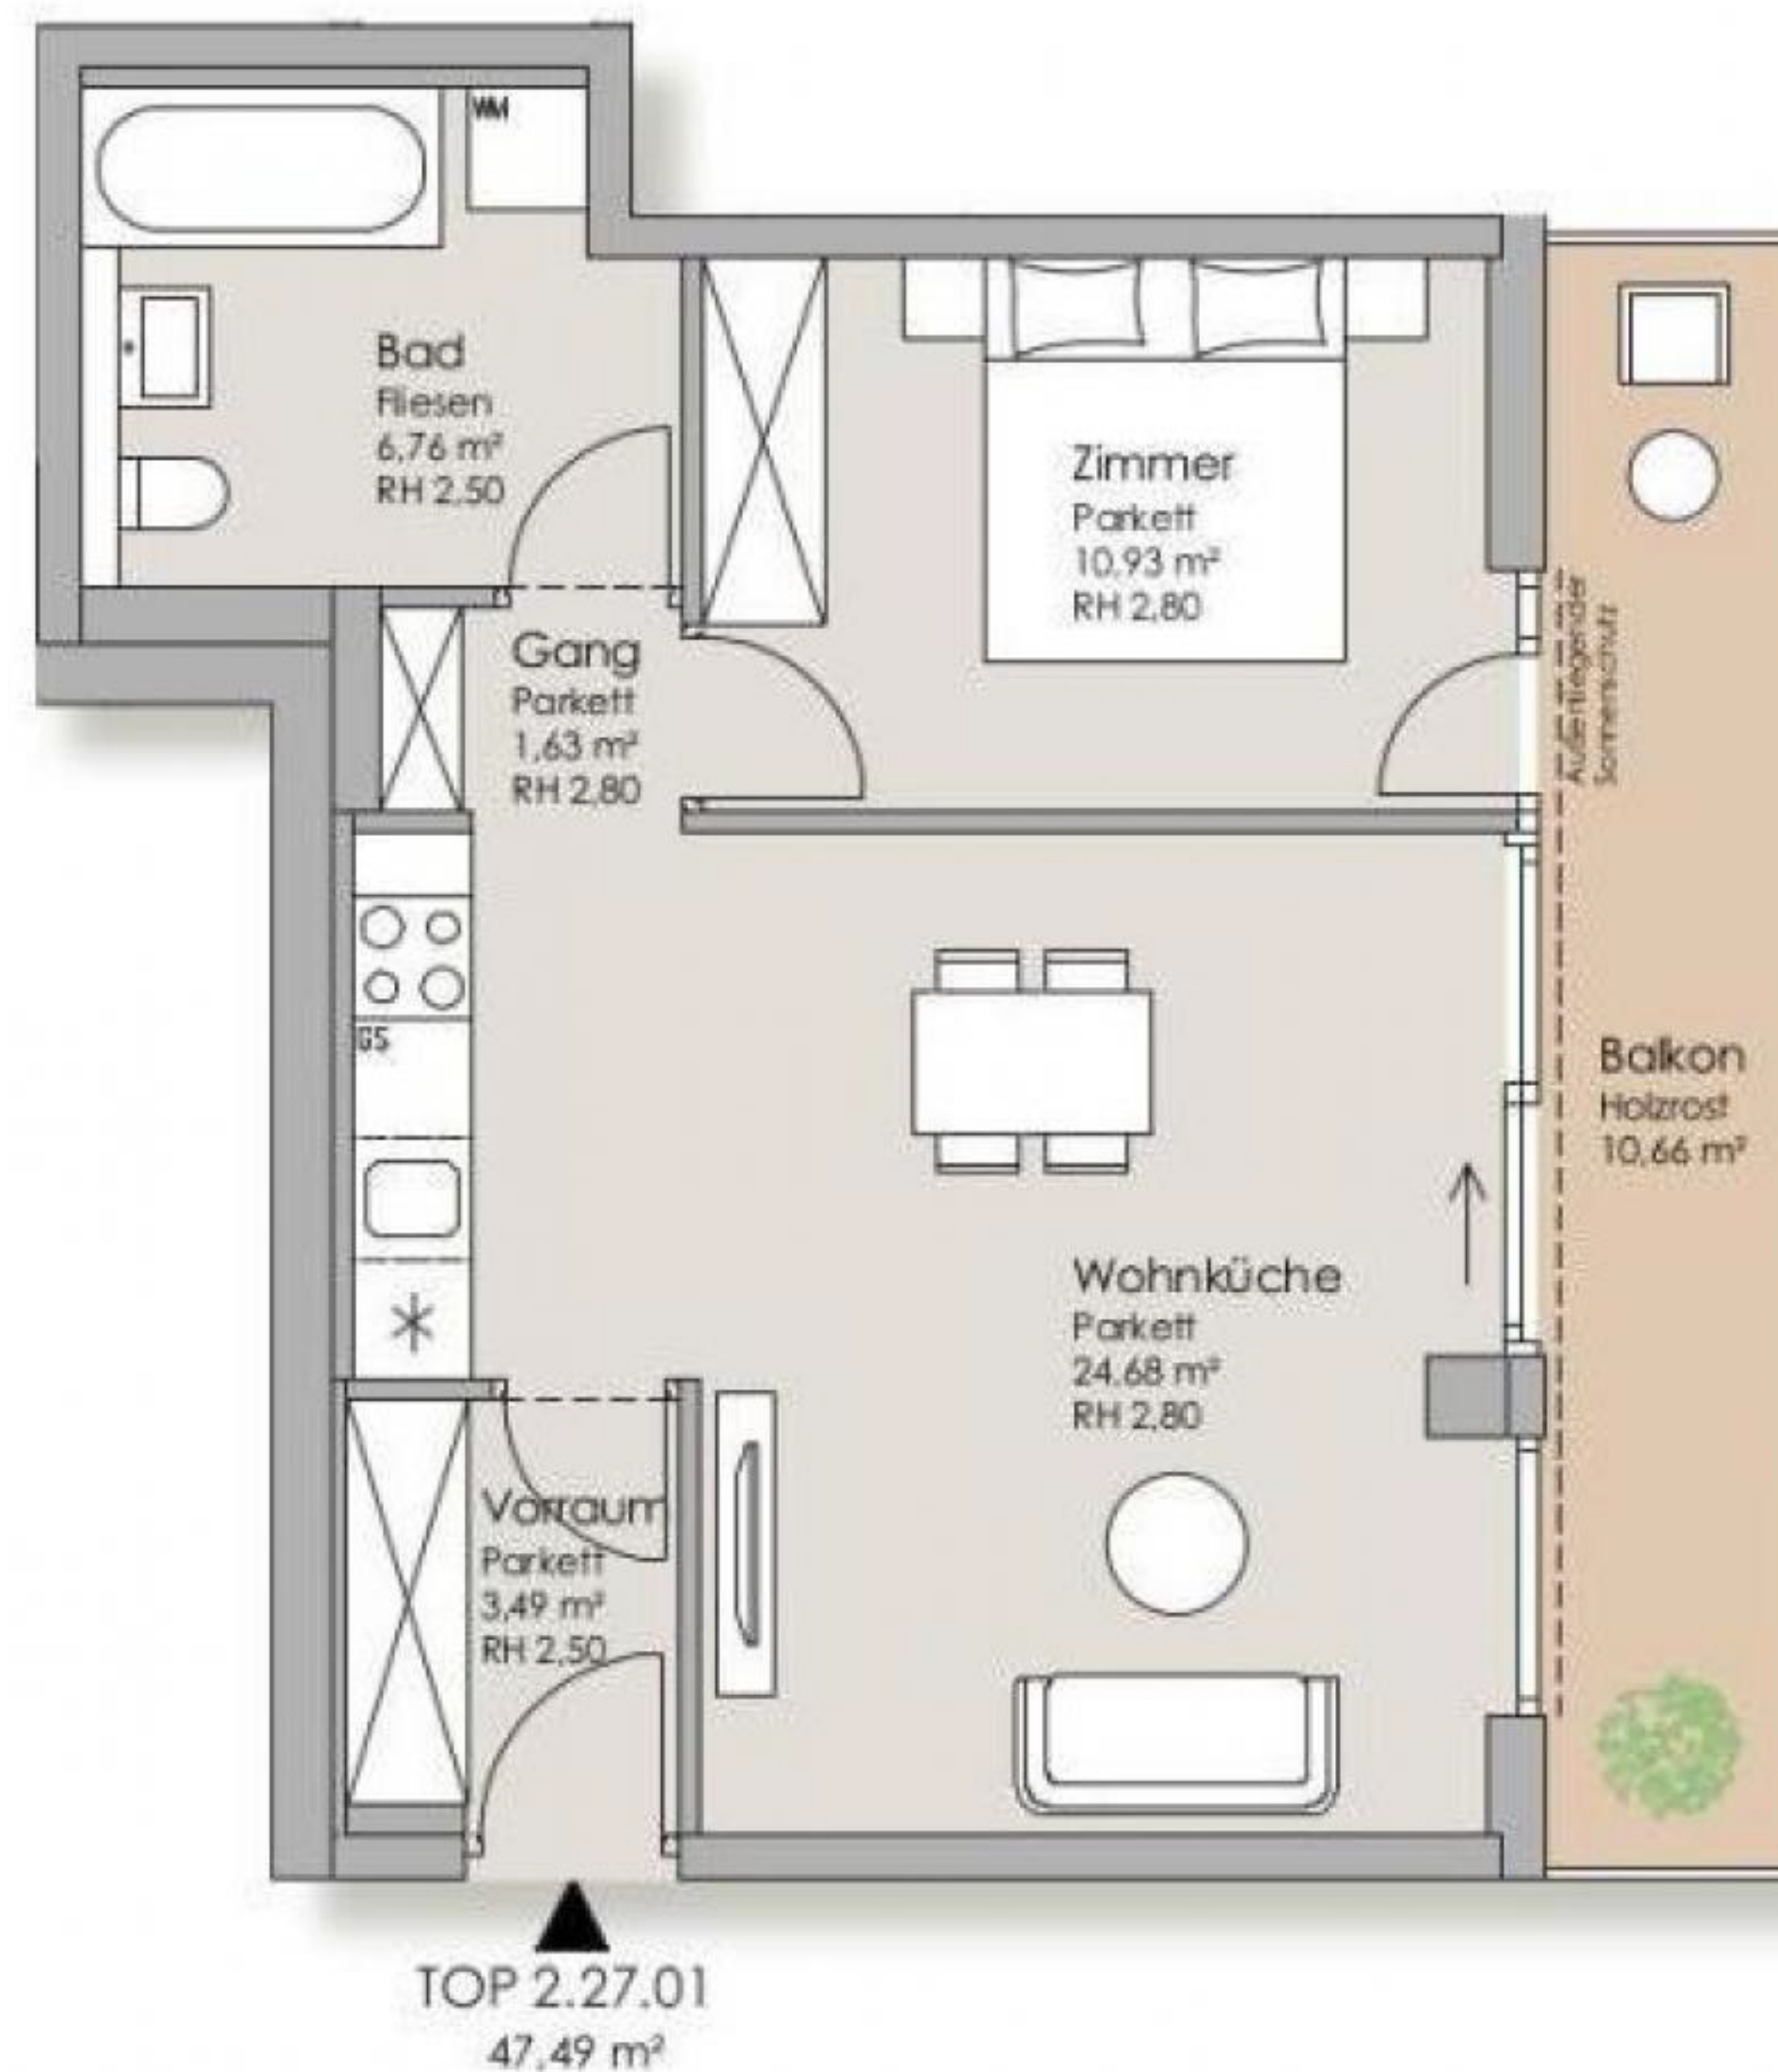 WM
Bad
Fliesen
6,76 m²
RH 2,50
Zimmer
Parkett
10,93 m²
RH 2,80
Außenliegender
Sonnenschutz
Gang
Parkett
1,63 m²
RH 2,80
GS
Balkon
Holzrost
10,66 m²
Wohnküche
Parkett
24,68 m²
RH 2,80
Vorraum
Parkett
3,49 m²
RH 2,50
TOP 2.27.01
47,49 m²